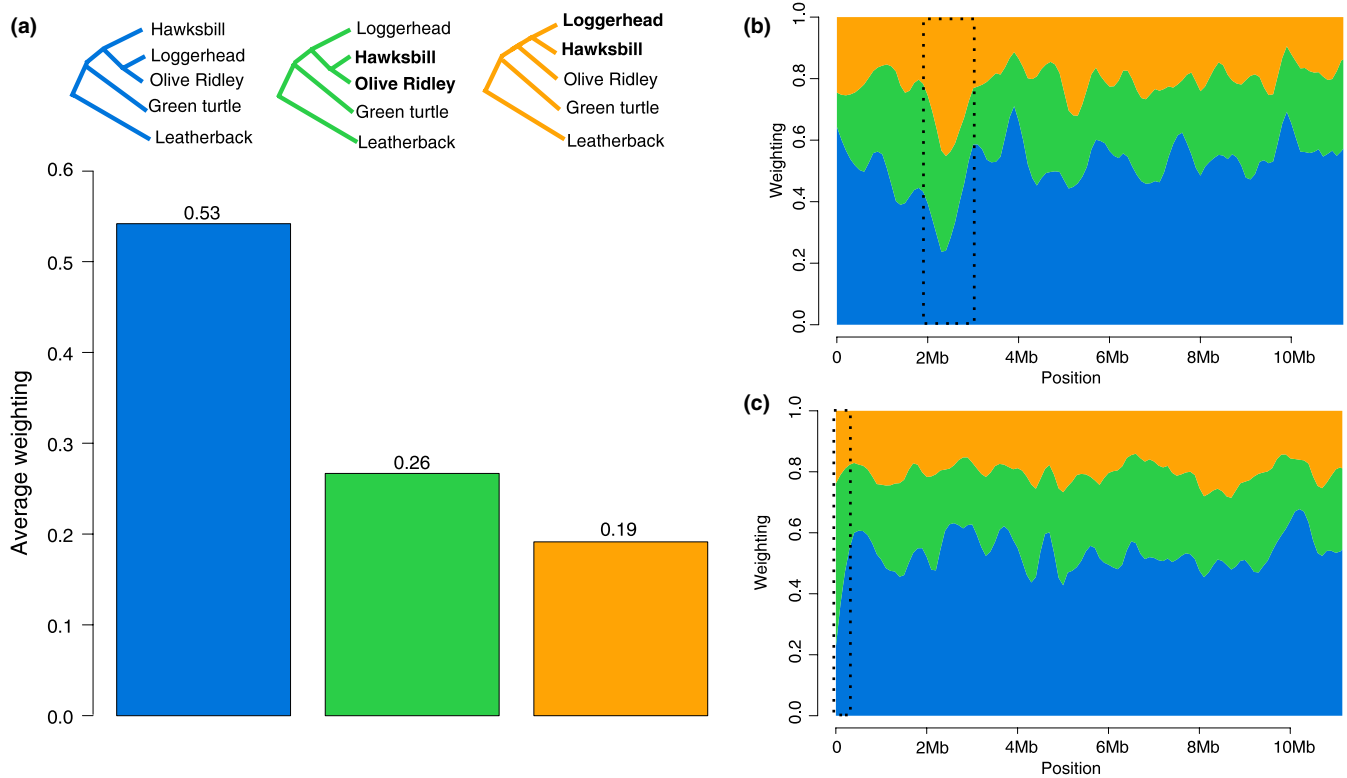 (a)
Hawksbill
Loggerhead
Olive Ridley
Green turtle
Leatherback
Loggerhead
Hawksbill
Olive Ridley
Green turtle
Leatherback
Loggerhead
Hawksbill
Olive Ridley
Green turtle
Leatherback
Average weighting
0.6
0.5
0.4
0.3
0.2
0.1
0.0
0.53
0.26
0.19
(b)
Weighting
1.0
0.8
0.6
0.4
0.2
0.0
0 2Mb 4Mb 6Mb 8Mb 10Mb
Position
(c)
Weighting
1.0
0.8
0.6
0.4
0.2
0.0
0 2Mb 4Mb 6Mb 8Mb 10Mb
Position